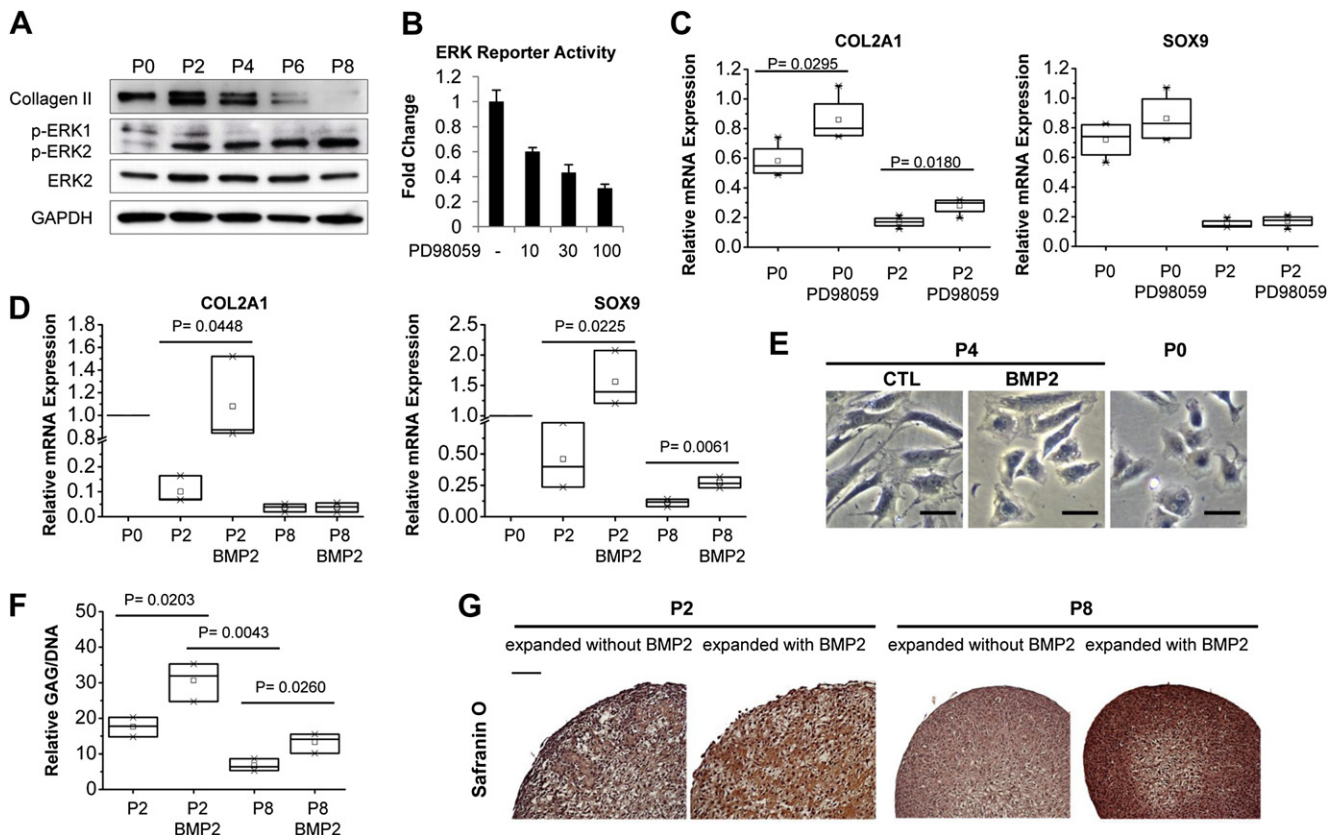 A
P0 P2 P4 P6 P8
Collagen II
p-ERK1
p-ERK2
ERK2
GAPDH
B
ERK Reporter Activity
Fold Change
1.2
1
0.8
0.6
0.4
0.2
0
PD98059 - 10 30 100
C
COL2A1
Relative mRNA Expression
1.2
1.0
0.8
0.6
0.4
0.2
0.0
P= 0.0295
P= 0.0180
P0
P0 PD98059
P2
P2 PD98059
SOX9
Relative mRNA Expression
1.2
1.0
0.8
0.6
0.4
0.2
0.0
P0
P0 PD98059
P2
P2 PD98059
D
COL2A1
Relative mRNA Expression
1.8
1.6
1.4
1.2
1.0
0.8
0.2
0.1
0.0
P= 0.0448
P0
P2
P2 BMP2
P8
P8 BMP2
SOX9
Relative mRNA Expression
2.5
2.0
1.5
1.0
0.75
0.50
0.25
0.00
P= 0.0225
P= 0.0061
P0
P2
P2 BMP2
P8
P8 BMP2
E
P4 P0
CTL BMP2
F
Relative GAG/DNA
50
40
30
20
10
0
P= 0.0203
P= 0.0043
P= 0.0260
P2
P2 BMP2
P8
P8 BMP2
G
P2 P8
expanded without BMP2 expanded with BMP2 expanded without BMP2 expanded with BMP2
Safranin O